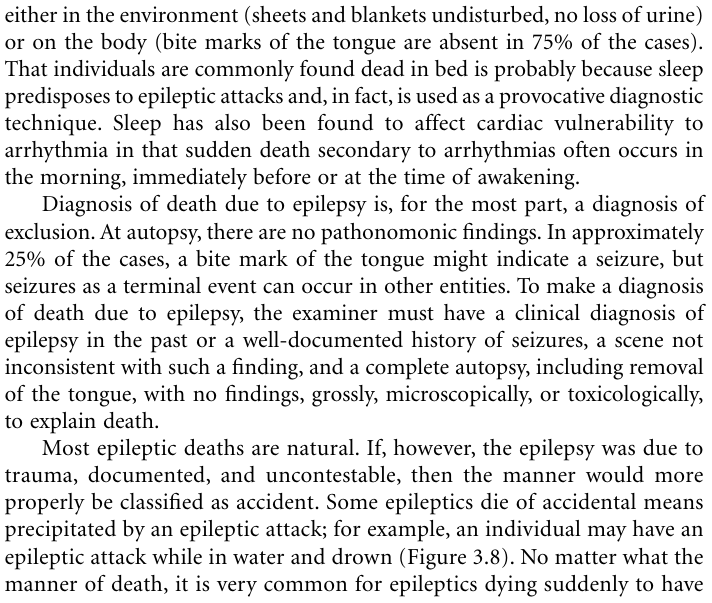 either in the environment (sheets and blankets undisturbed, no loss of urine)
or on the body (bite marks of the tongue are absent in 75% of the cases).
That individuals are commonly found dead in bed is probably because sleep
predisposes to epileptic attacks and, in fact, is used as a provocative diagnostic
technique. Sleep has also been found to affect cardiac vulnerability to
arrhythmia in that sudden death secondary to arrhythmias often occurs in
the morning, immediately before or at the time of awakening.
Diagnosis of death due to epilepsy is, for the most part, a diagnosis of
exclusion. At autopsy, there are no pathonomonic findings. In approximately
25% of the cases, a bite mark of the tongue might indicate a seizure, but
seizures as a terminal event can occur in other entities. To make a diagnosis
of death due to epilepsy, the examiner must have a clinical diagnosis of
epilepsy in the past or a well-documented history of seizures, a scene not
inconsistent with such a finding, and a complete autopsy, including removal
of the tongue, with no findings, grossly, microscopically, or toxicologically,
to explain death.
Most epileptic deaths are natural. If, however, the epilepsy was due to
trauma, documented, and uncontestable, then the manner would more
properly be classified as accident. Some epileptics die of accidental means
precipitated by an epileptic attack; for example, an individual may have an
epileptic attack while in water and drown (Figure 3.8). No matter what the
manner of death, it is very common for epileptics dying suddenly to have